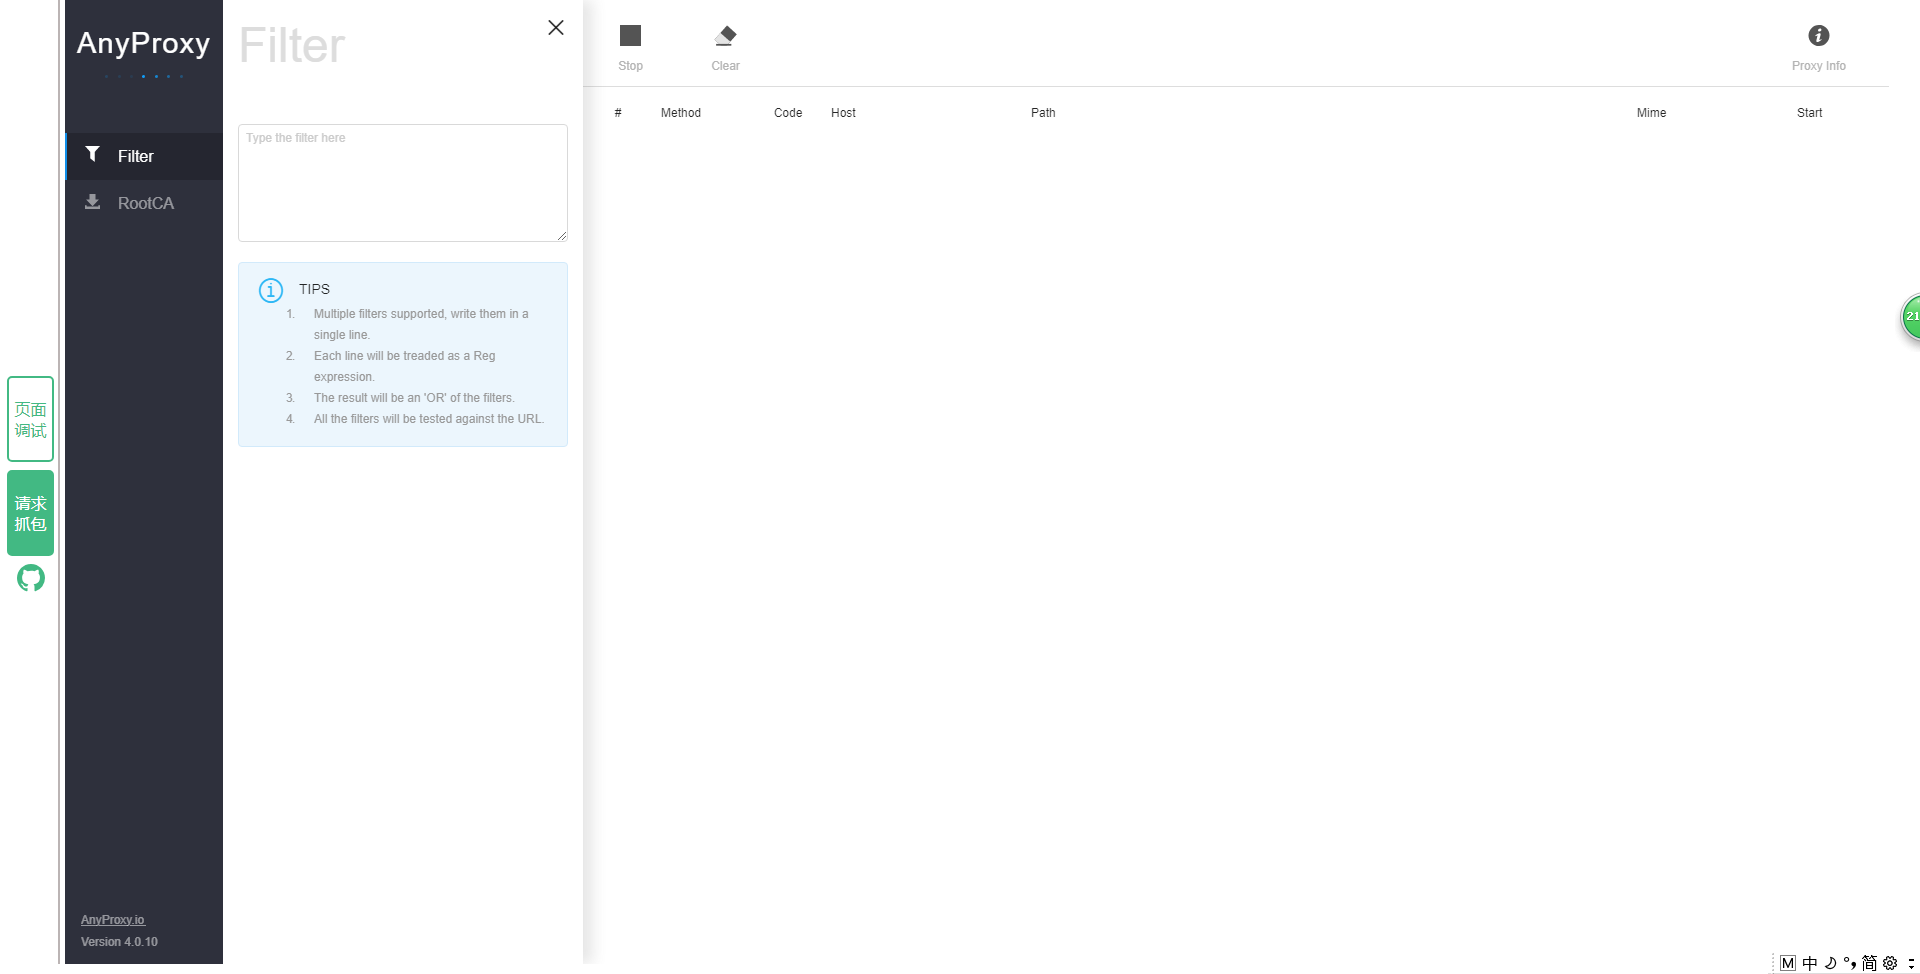 AnyProxy
Filter
RootCA
页面
调试
请求
抓包
AnyProxy.io
Version 4.0.10
Filter
Type the filter here
TIPS
1. Multiple filters supported, write them in a
single line.
2. Each line will be treaded as a Reg
expression.
3. The result will be an 'OR' of the filters.
4. All the filters will be tested against the URL.
Stop
Clear
Proxy Info
# Method Code Host Path Mime Start
21
M 中 简